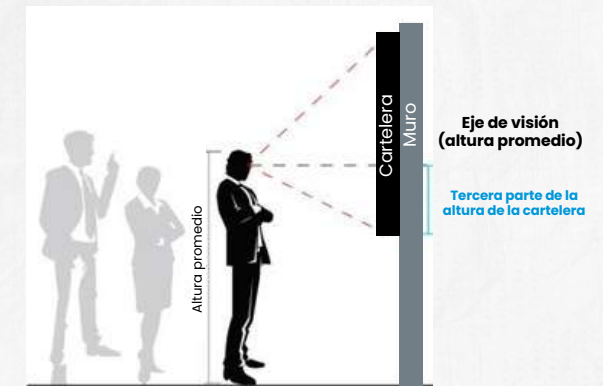 Cartelera
Muro
Eje de visión
(altura promedio)
Tercera parte de la
altura de la cartelera
Altura promedio